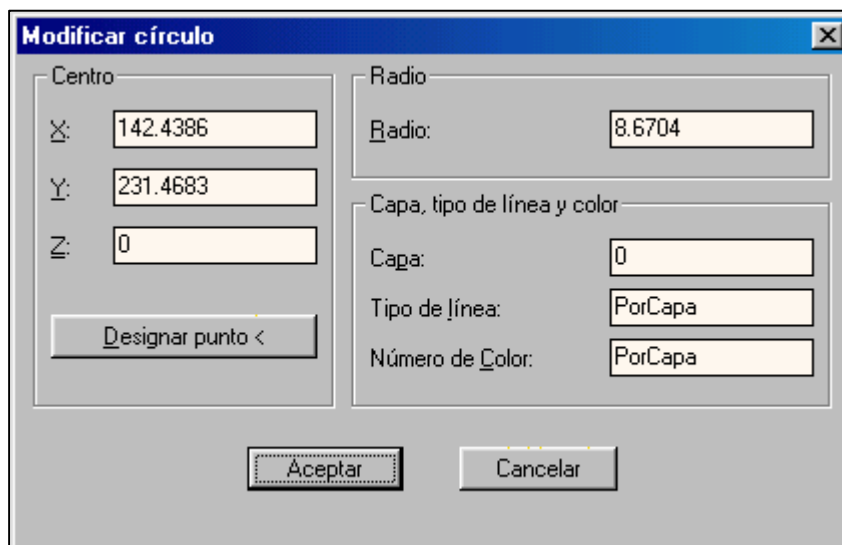 Modificar círculo
Centro
X: 142.4386
Y: 231.4683
Z: 0
Designar punto <
Radio
Radio: 8.6704
Capa, tipo de línea y color
Capa: 0
Tipo de línea: PorCapa
Número de Color: PorCapa
Aceptar
Cancelar